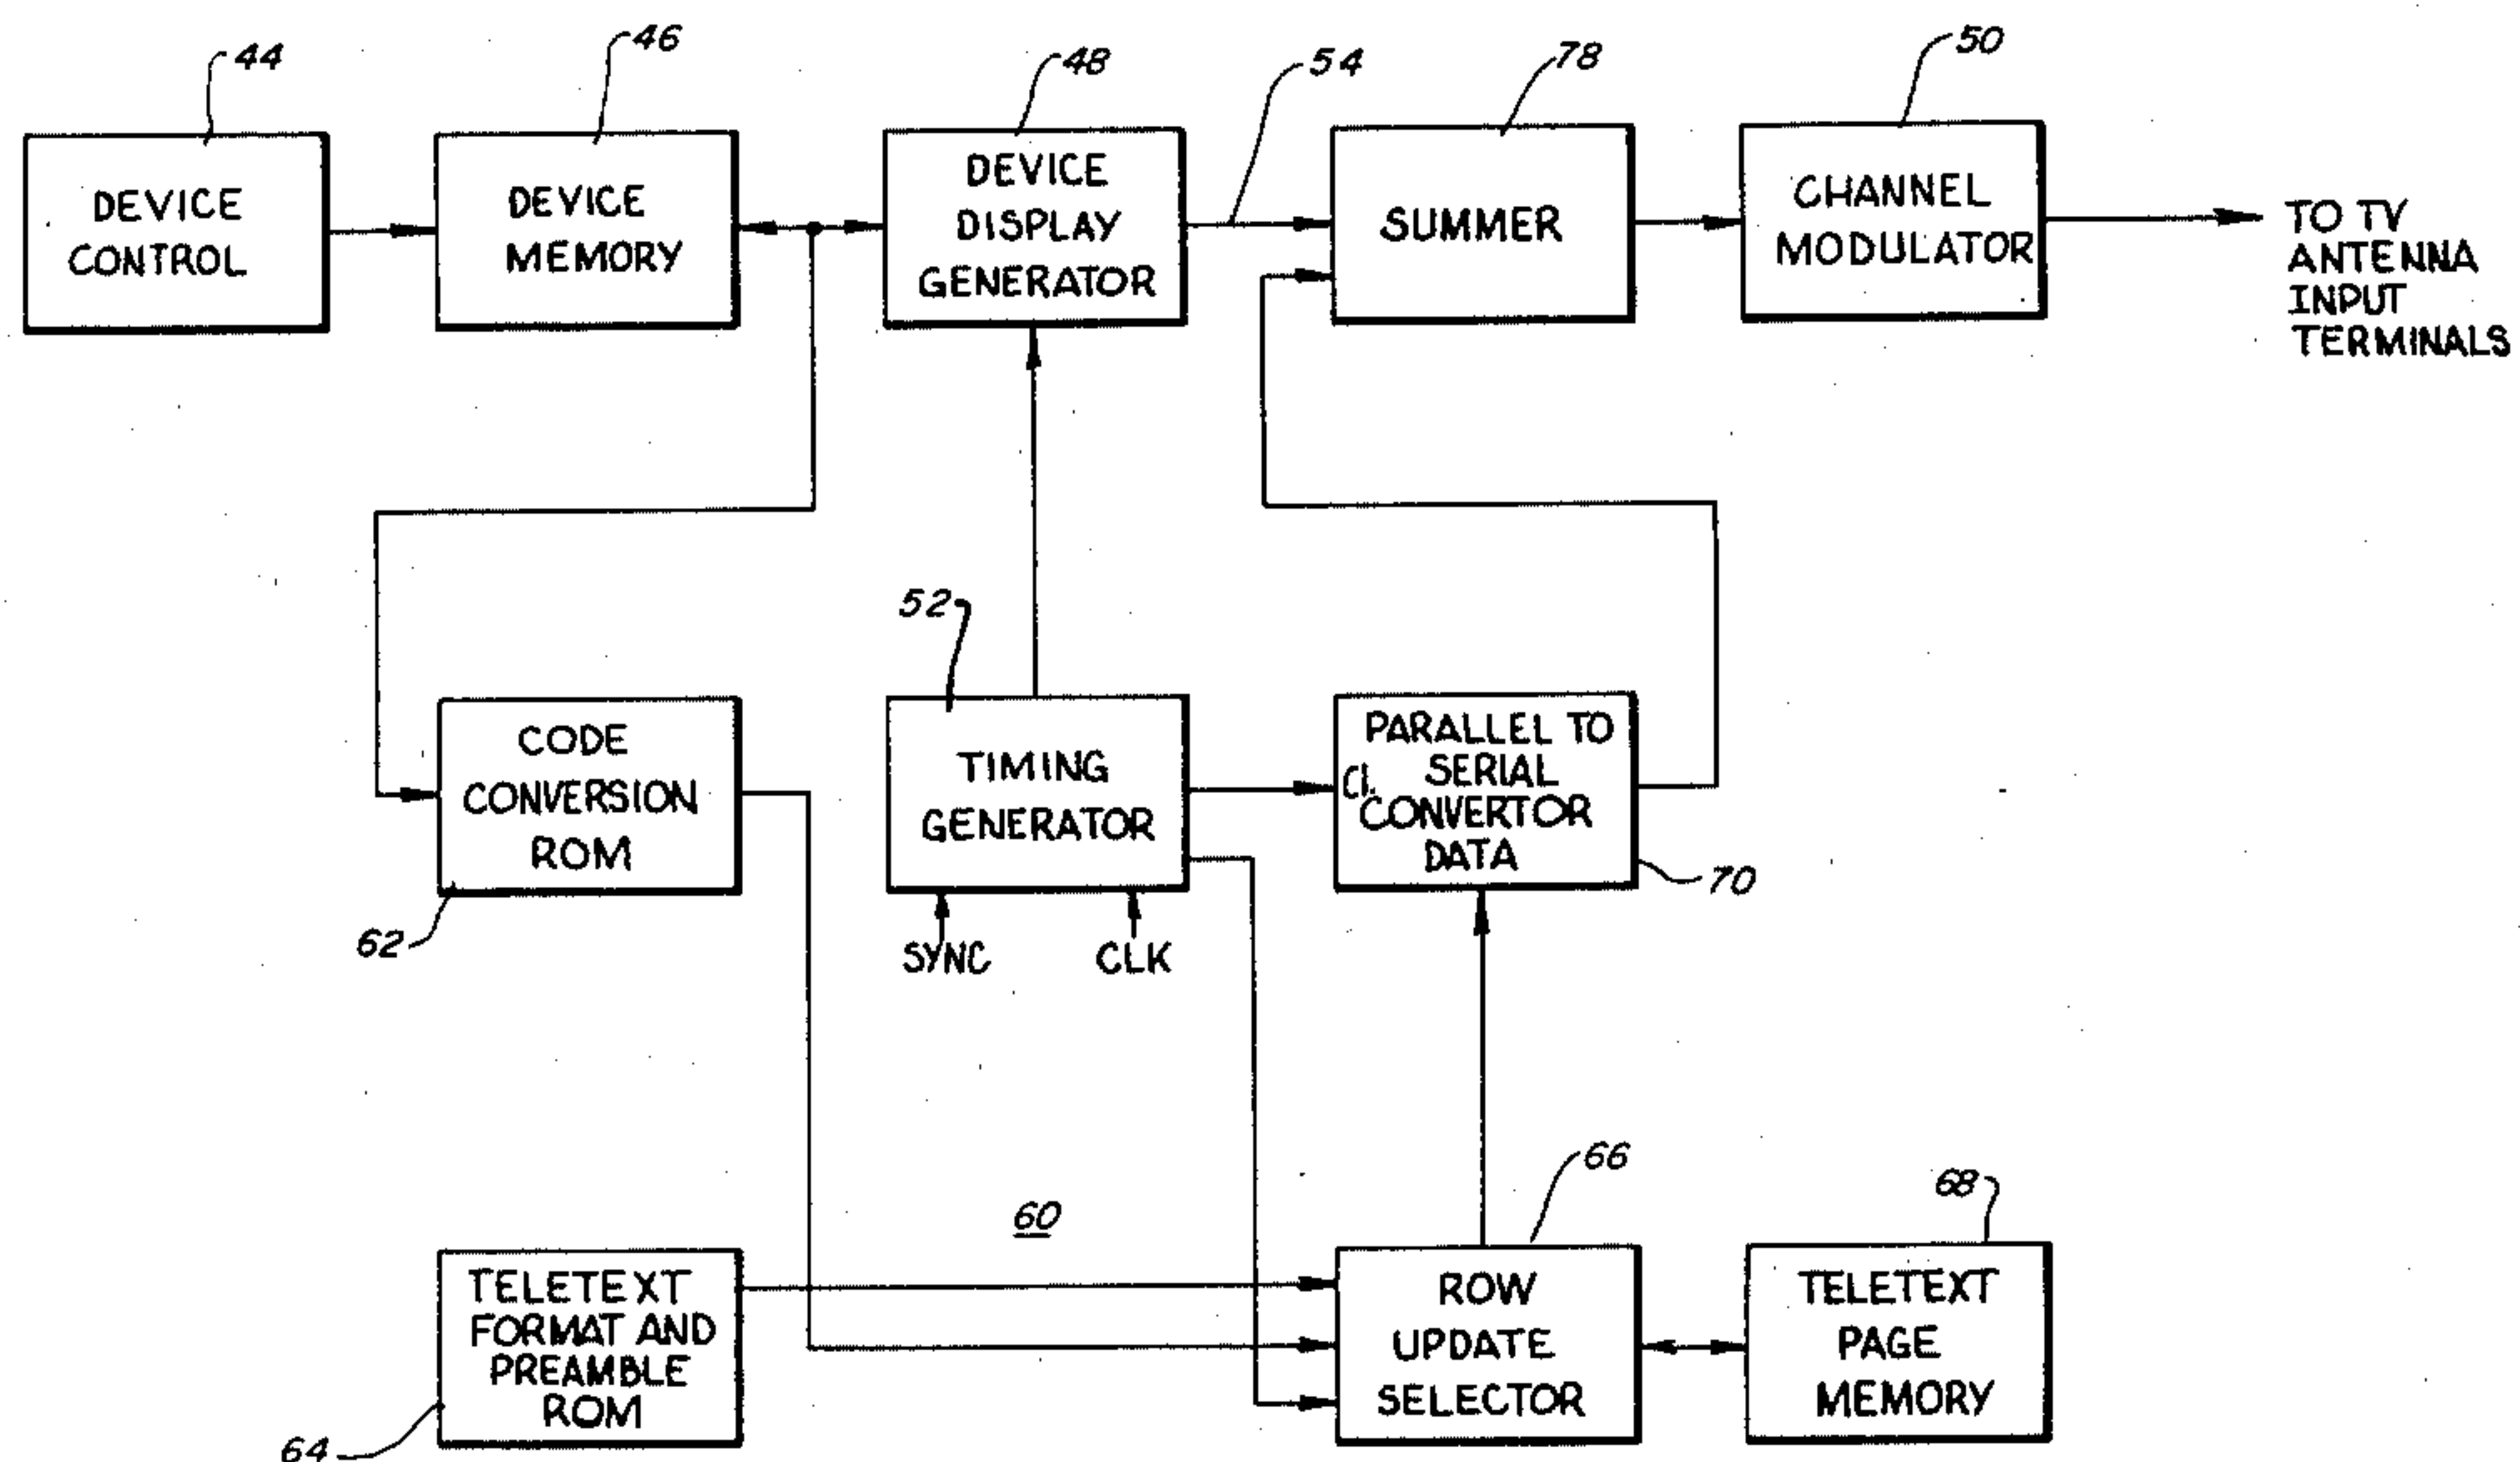 44
46
48
54
78
50
DEVICE
CONTROL
DEVICE
MEMORY
DEVICE
DISPLAY
GENERATOR
SUMMER
CHANNEL
MODULATOR
TO TV
ANTENNA
INPUT
TERMINALS
52
CODE
CONVERSION
ROM
62
TIMING
GENERATOR
SYNC
CLK
CL
PARALLEL TO
SERIAL
CONVERTOR
DATA
70
60
66
68
TELETEXT
FORMAT AND
PREAMBLE
ROM
64
ROW
UPDATE
SELECTOR
TELETEXT
PAGE
MEMORY